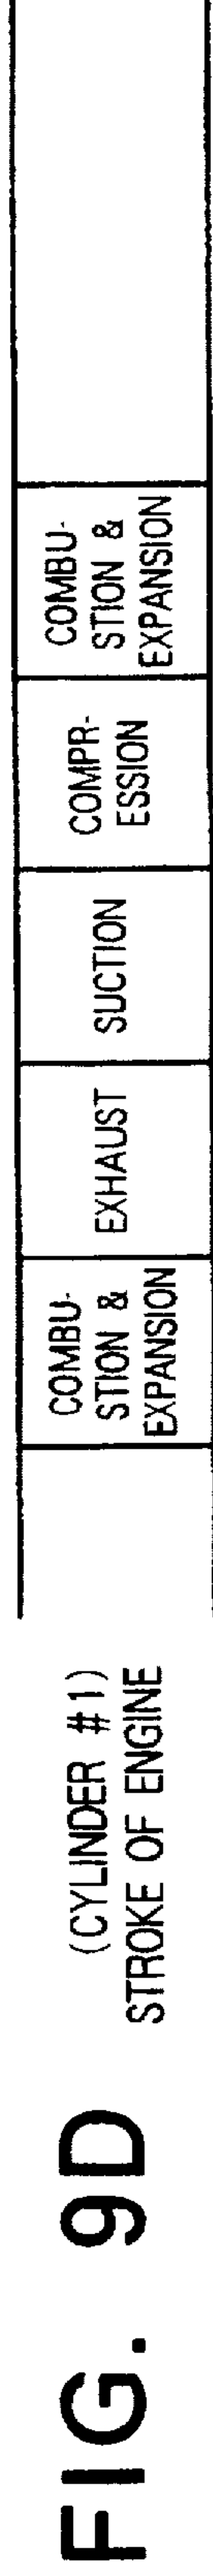 FIG. 9D
(CYLINDER #1)
STROKE OF ENGINE
COMBU-
STION &
EXPANSION
EXHAUST
SUCTION
COMPR-
ESSION
COMBU-
STION &
EXPANSION